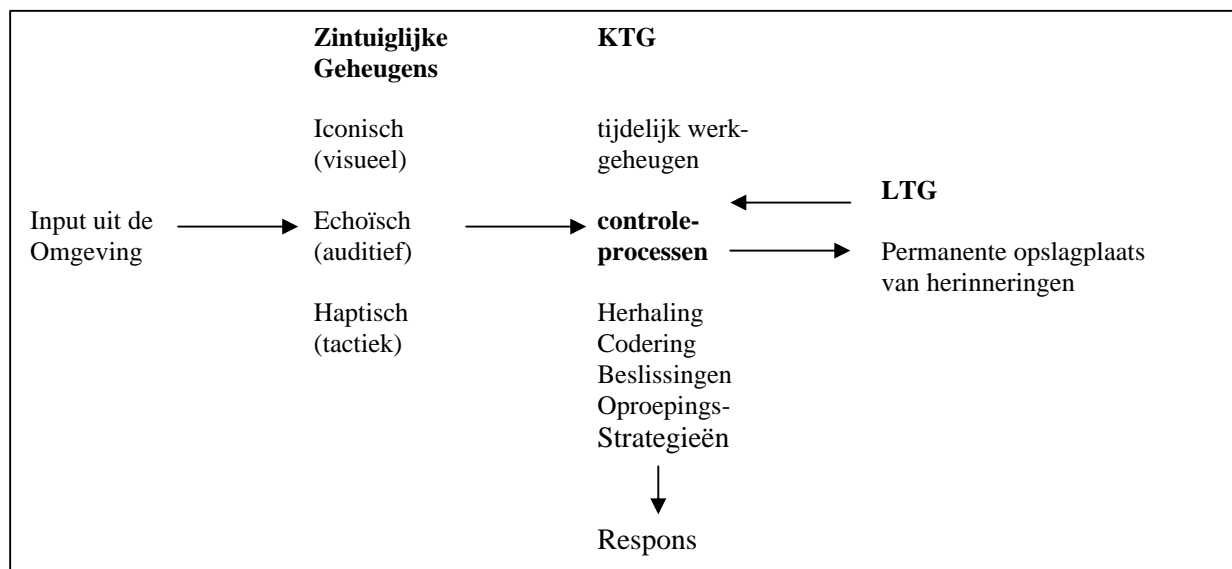 Zintuiglijke
Geheugens
KTG
Iconisch
(visueel)
tijdelijk werk-
geheugen
LTG
Input uit de
Omgeving
Echoïsch
(auditief)
controle-
processen
Permanente opslagplaats
van herinneringen
Haptisch
(tactiek)
Herhaling
Codering
Beslissingen
Oproepings-
Strategieën
Respons